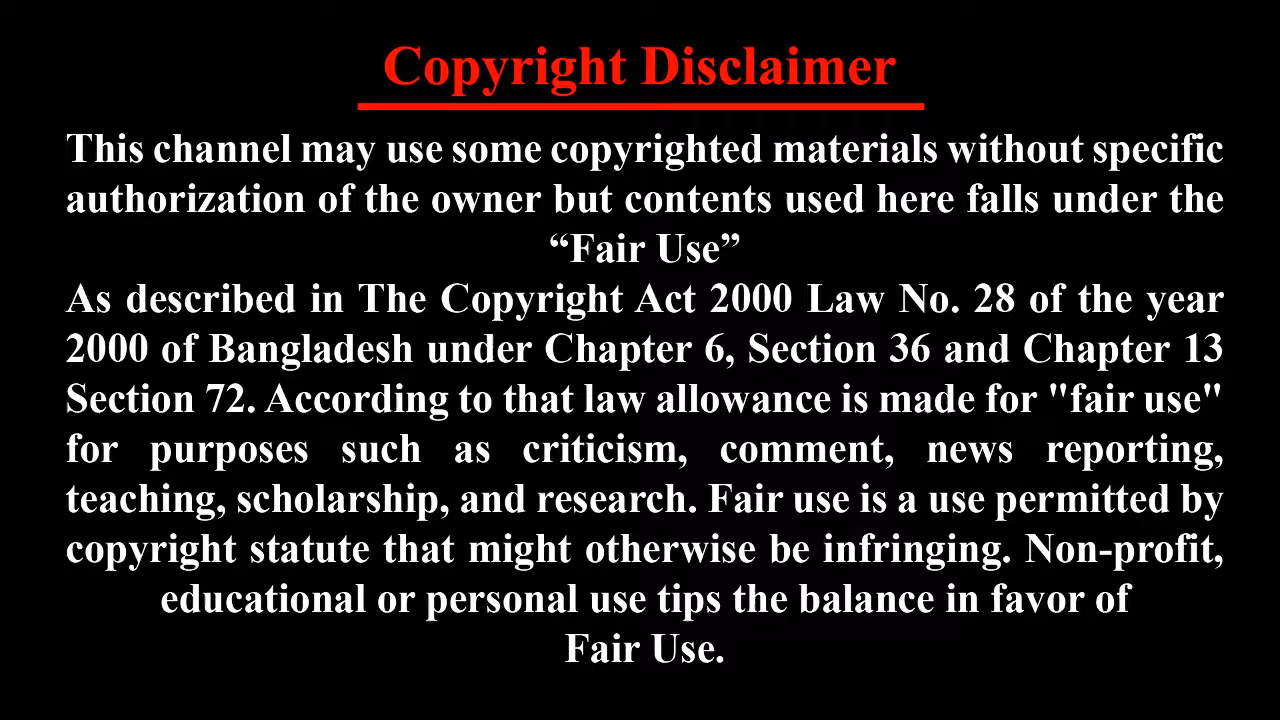 Copyright Disclaimer
This channel may use some copyrighted materials without specific
authorization of the owner but contents used here falls under the
“Fair Use”
As described in The Copyright Act 2000 Law No. 28 of the year
2000 of Bangladesh under Chapter 6, Section 36 and Chapter 13
Section 72. According to that law allowance is made for "fair use"
for purposes such as criticism, comment, news reporting,
teaching, scholarship, and research. Fair use is a use permitted by
copyright statute that might otherwise be infringing. Non-profit,
educational or personal use tips the balance in favor of
Fair Use.